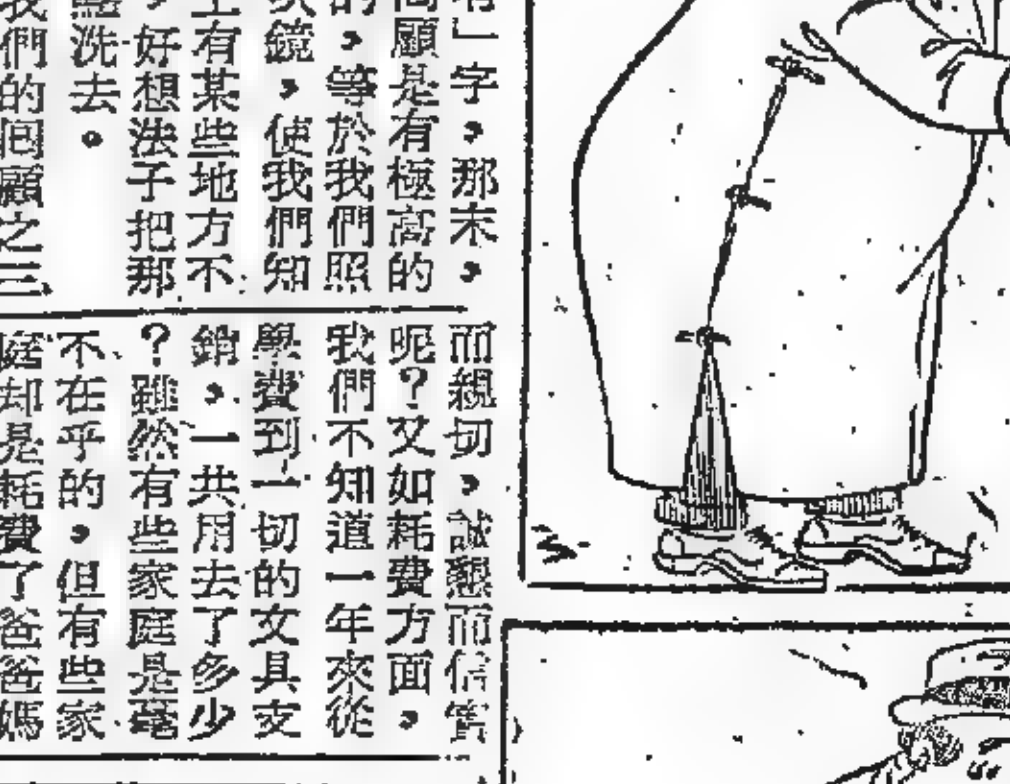 」字，那末，
回顧是有極高的
，等於我們照
鏡，使我們知
有某些地方不
好想法子把那
洗去。
我們的回顧之三
而親切，誠懇而信實
呢？又如耗費方面，
我們不知道一年來從
學費到一切的文具支
銷，一共用去了多少
？雖然有些家庭是毫
不在乎的，但有些家
庭却是耗費了爸爸媽